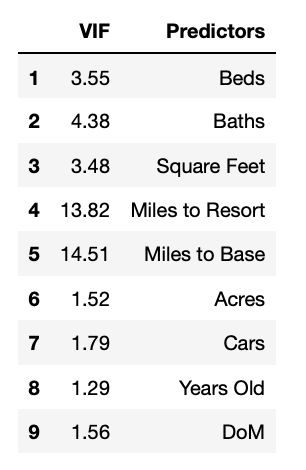 VIF Predictors
1 3.55 Beds
2 4.38 Baths
3 3.48 Square Feet
4 13.82 Miles to Resort
5 14.51 Miles to Base
6 1.52 Acres
7 1.79 Cars
8 1.29 Years Old
9 1.56 DoM